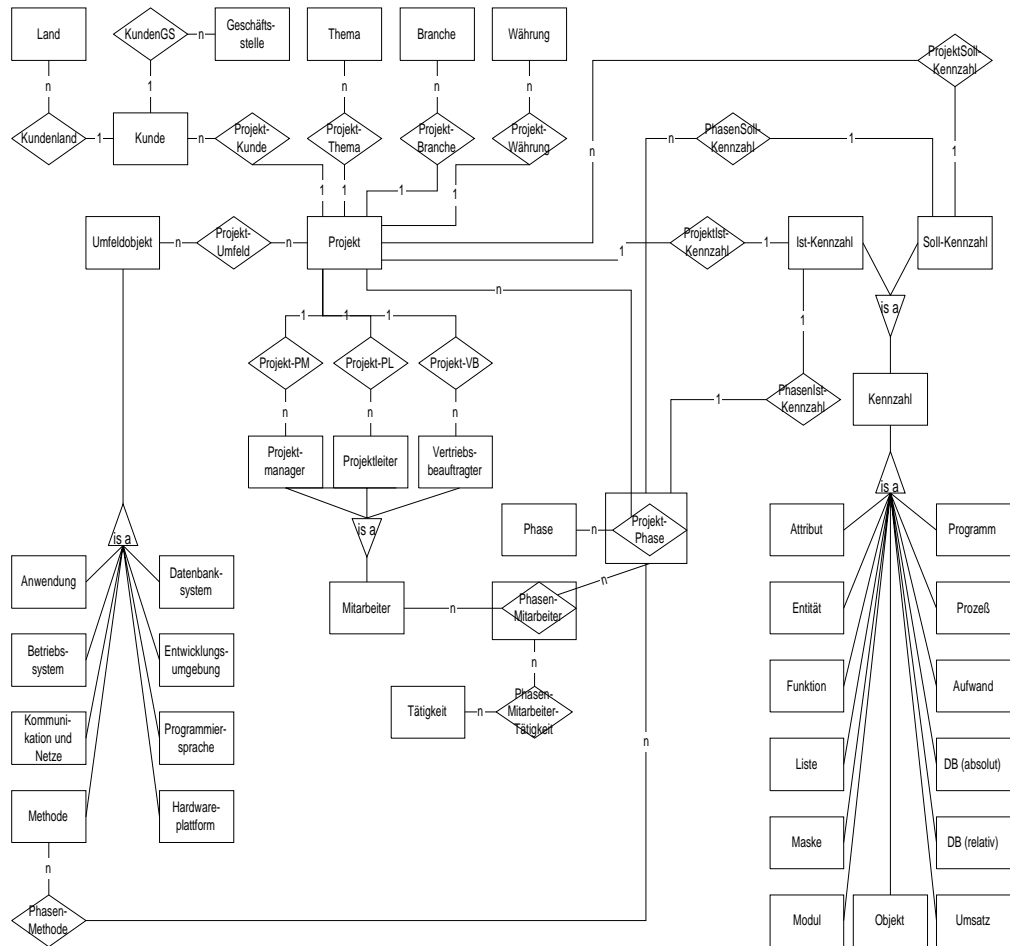 Land
KundenGS
n
Geschäfts-
stelle
Thema
Branche
Währung
ProjektSoll-
Kennzahl
n
1
n
n
n
Kundenland
1
Kunde
n
Projekt-
Kunde
Projekt-
Thema
Projekt-
Branche
Projekt-
Währung
n
n
PhasenSoll-
Kennzahl
1
1
1
1
1
1
Umfeldobjekt
n
Projekt-
Umfeld
n
Projekt
1
ProjektIst-
Kennzahl
1
Ist-Kennzahl
Soll-Kennzahl
n
is a
1
1
1
1
Projekt-PM
Projekt-PL
Projekt-VB
1
PhasenIst-
Kennzahl
Kennzahl
n
n
n
Projekt-
manager
Projektleiter
Vertriebs-
beauftragter
is a
is a
Phase
n
Projekt-
Phase
Attribut
Programm
is a
Anwendung
Datenbank-
system
Mitarbeiter
n
Phasen-
Mitarbeiter
n
Entität
Prozeß
Betriebs-
system
Entwicklungs-
umgebung
n
Funktion
Aufwand
Tätigkeit
n
Phasen-
Mitarbeiter-
Tätigkeit
Kommuni-
kation und
Netze
Programmier-
sprache
n
Liste
DB (absolut)
Methode
Hardware-
plattform
Maske
DB (relativ)
n
Phasen-
Methode
Modul
Objekt
Umsatz